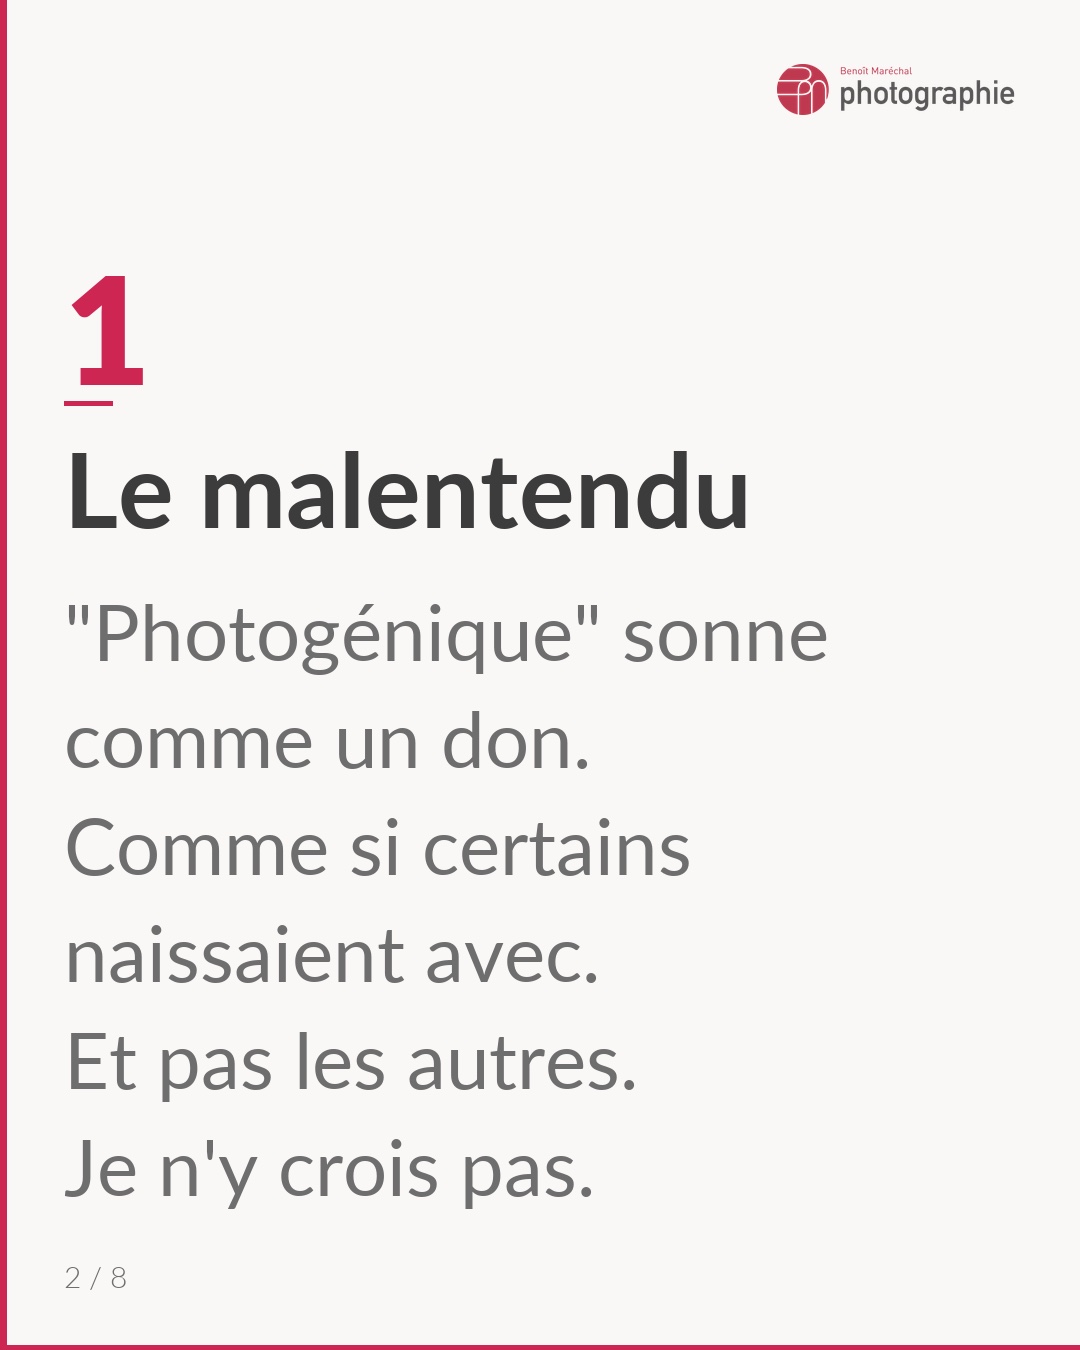 Benoît Maréchal
photographie
1
Le malentendu
"Photogénique" sonne
comme un don.
Comme si certains
naissaient avec.
Et pas les autres.
Je n'y crois pas.
2 / 8